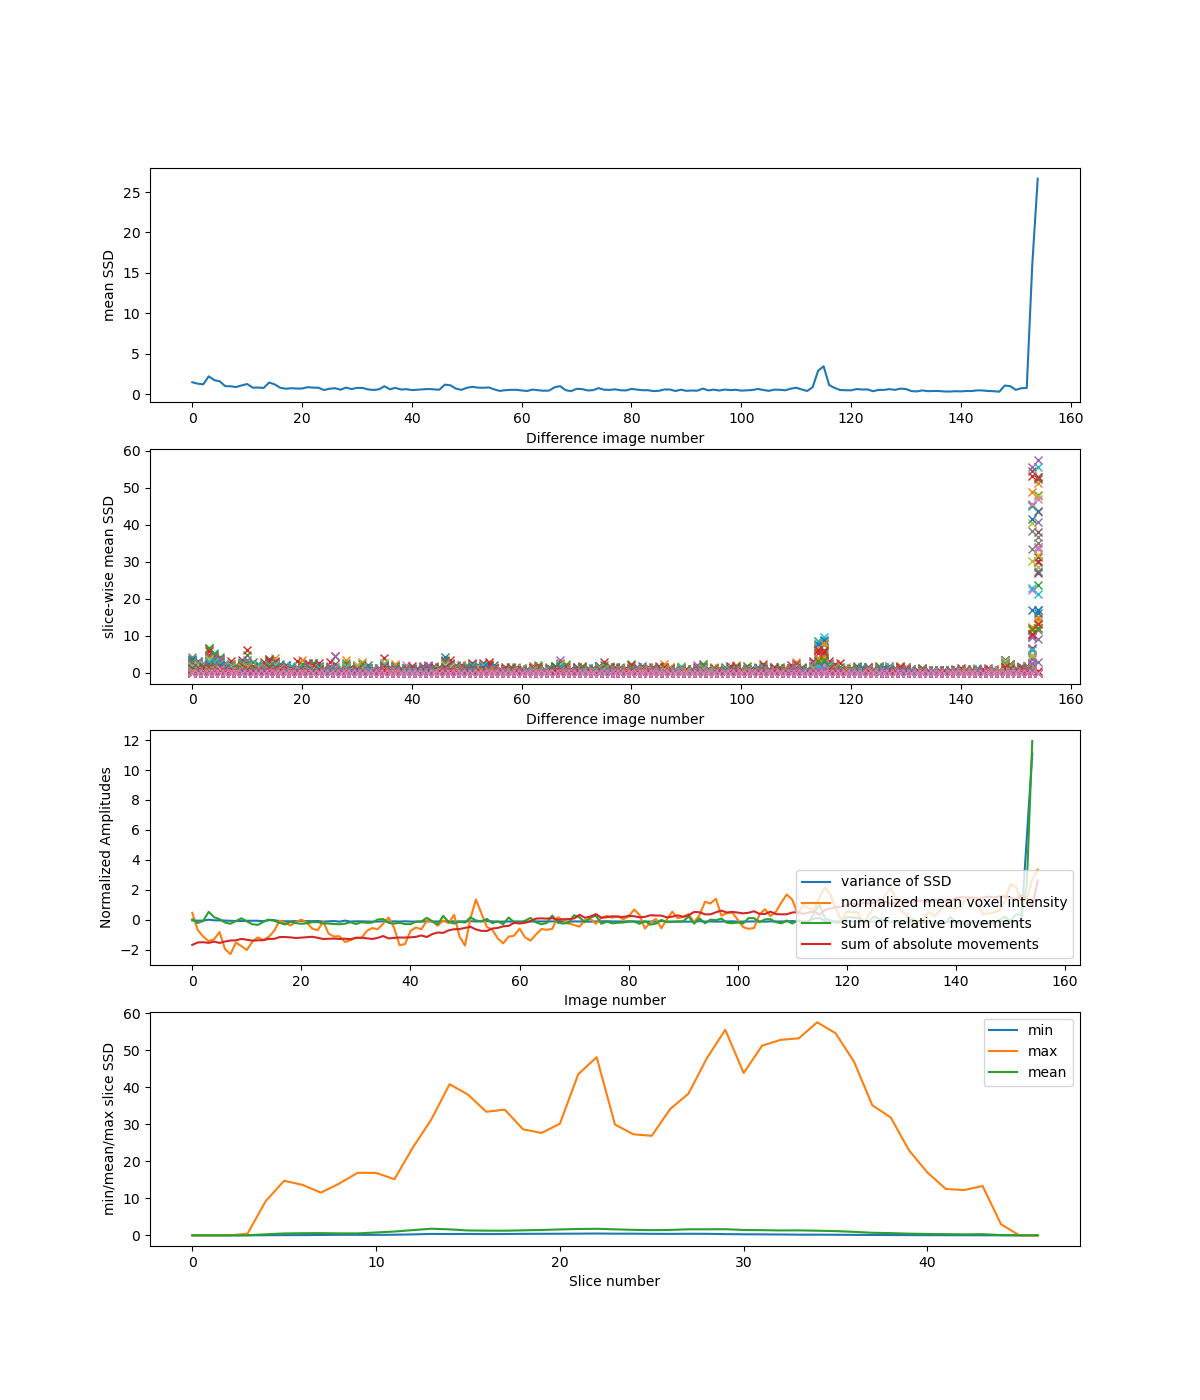 25
20
15
10
5
0
mean SSD
0 20 40 60 80 100 120 140 160
Difference image number
60
50
40
30
20
10
0
slice-wise mean SSD
0 20 40 60 80 100 120 140 160
Difference image number
12
10
8
6
4
2
0
−2
Normalized Amplitudes
variance of SSD
normalized mean voxel intensity
sum of relative movements
sum of absolute movements
0 20 40 60 80 100 120 140 160
Image number
60
50
40
30
20
10
0
min/mean/max slice SSD
min
max
mean
0 10 20 30 40
Slice number